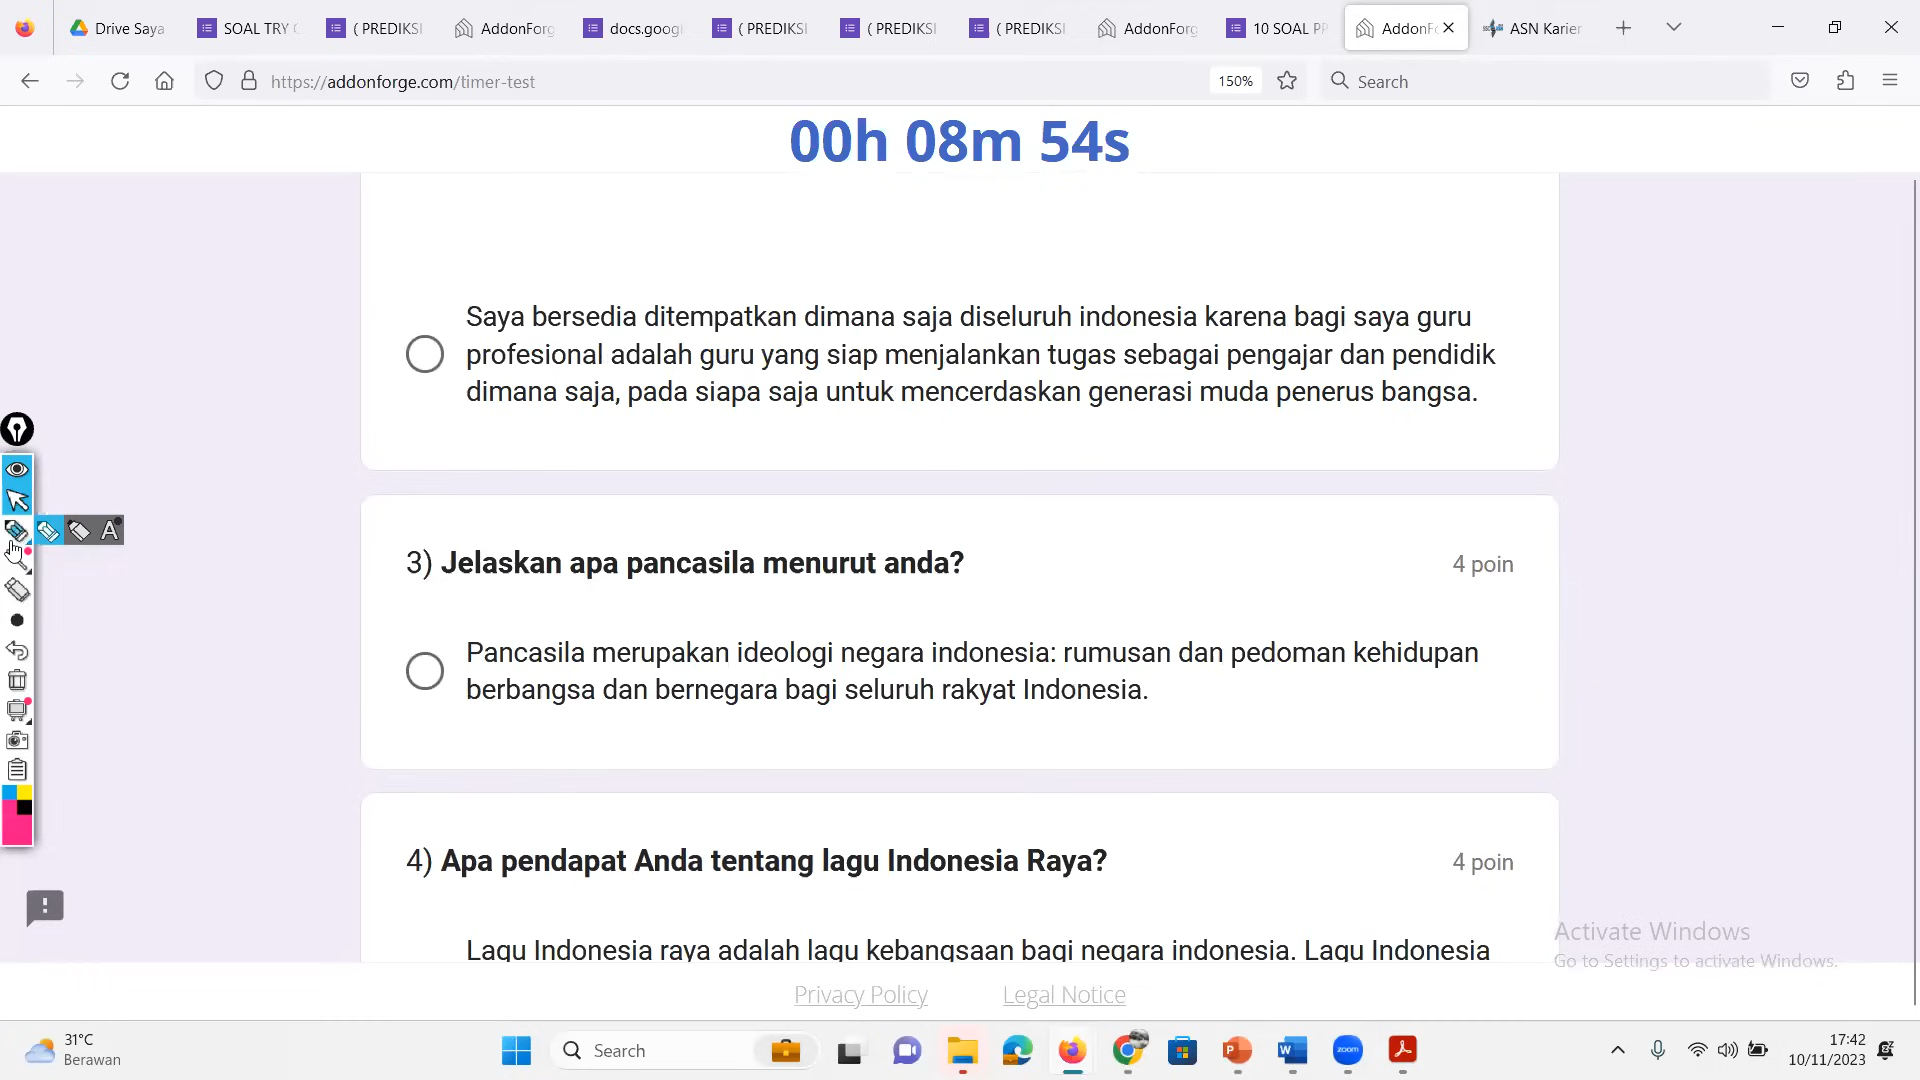 Drive Saya
SOAL TRY
( PREDIKSI
AddonForg
docs.googl
( PREDIKSI
( PREDIKSI
( PREDIKSI
AddonForg
10 SOAL PP
AddonFo
ASN Karier
https://addonforge.com/timer-test
150%
Search
00h 08m 54s
Saya bersedia ditempatkan dimana saja diseluruh indonesia karena bagi saya guru
profesional adalah guru yang siap menjalankan tugas sebagai pengajar dan pendidik
dimana saja, pada siapa saja untuk mencerdaskan generasi muda penerus bangsa.
A
3) Jelaskan apa pancasila menurut anda?
4 poin
Pancasila merupakan ideologi negara indonesia: rumusan dan pedoman kehidupan
berbangsa dan bernegara bagi seluruh rakyat Indonesia.
4) Apa pendapat Anda tentang lagu Indonesia Raya?
4 poin
Lagu Indonesia raya adalah lagu kebangsaan bagi negara indonesia. Lagu Indonesia
Activate Windows
Go to Settings to activate Windows.
Privacy Policy
Legal Notice
31°C
Berawan
Search
zoom
17:42
10/11/2023